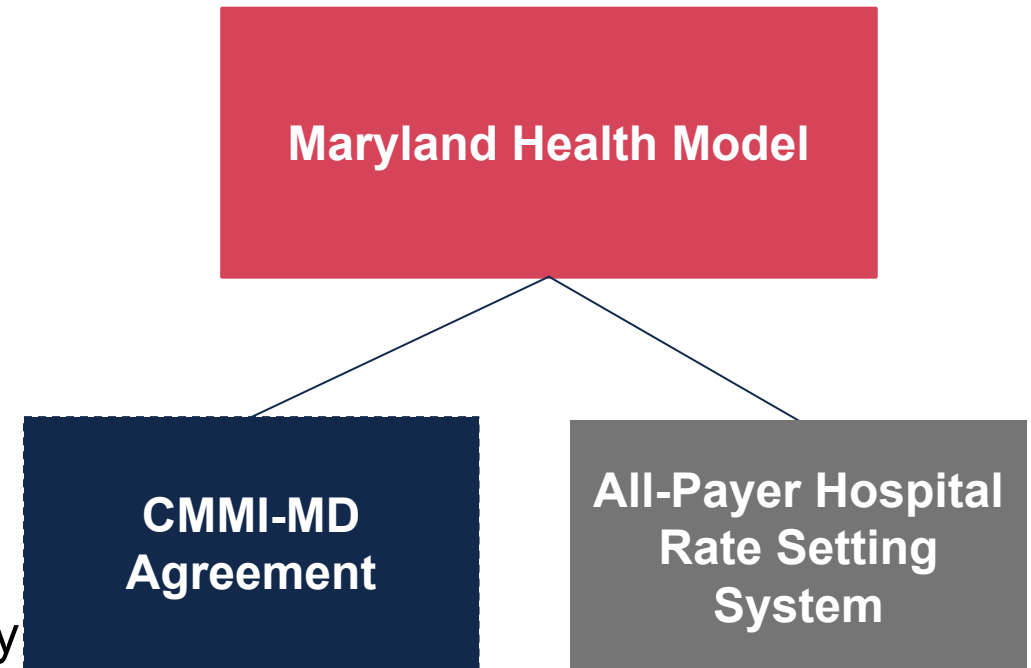 Maryland Health Model
CMMI-MD
Agreement
All-Payer Hospital
Rate Setting
System
y